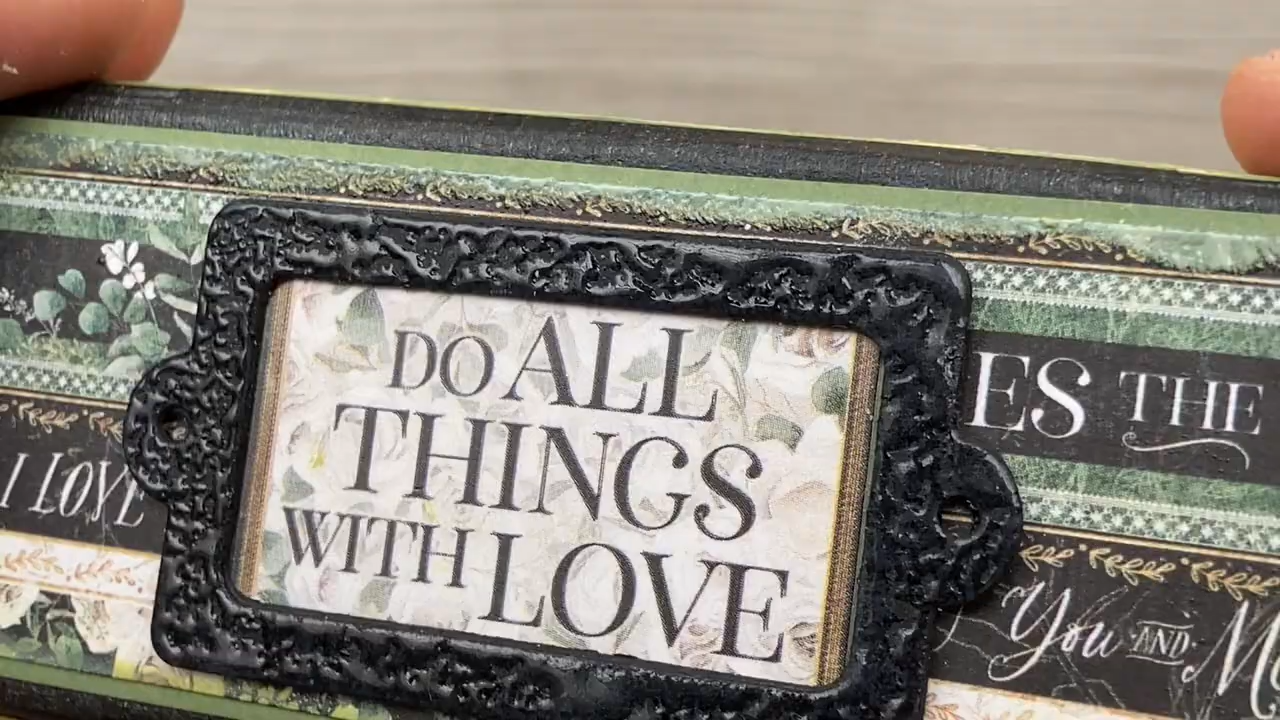 DO ALL
THINGS
WITH LOVE
ES THE
I LOVE
You AND